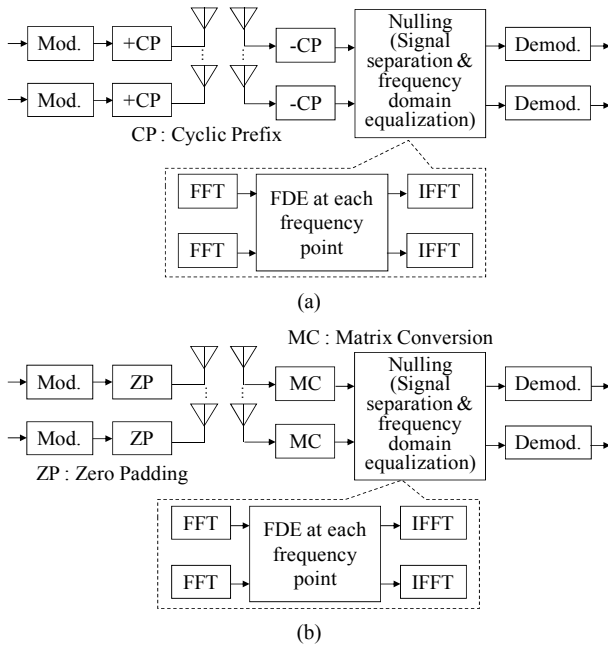 Mod.
+CP
-CP
Nulling
(Signal
separation &
frequency
domain
equalization)
Demod.
Mod.
+CP
-CP
Demod.
CP : Cyclic Prefix
FFT
FDE at each
frequency
point
IFFT
FFT
IFFT
(a)
MC : Matrix Conversion
Mod.
ZP
MC
Nulling
(Signal
separation &
frequency
domain
equalization)
Demod.
Mod.
ZP
MC
Demod.
ZP : Zero Padding
FFT
FDE at each
frequency
point
IFFT
FFT
IFFT
(b)